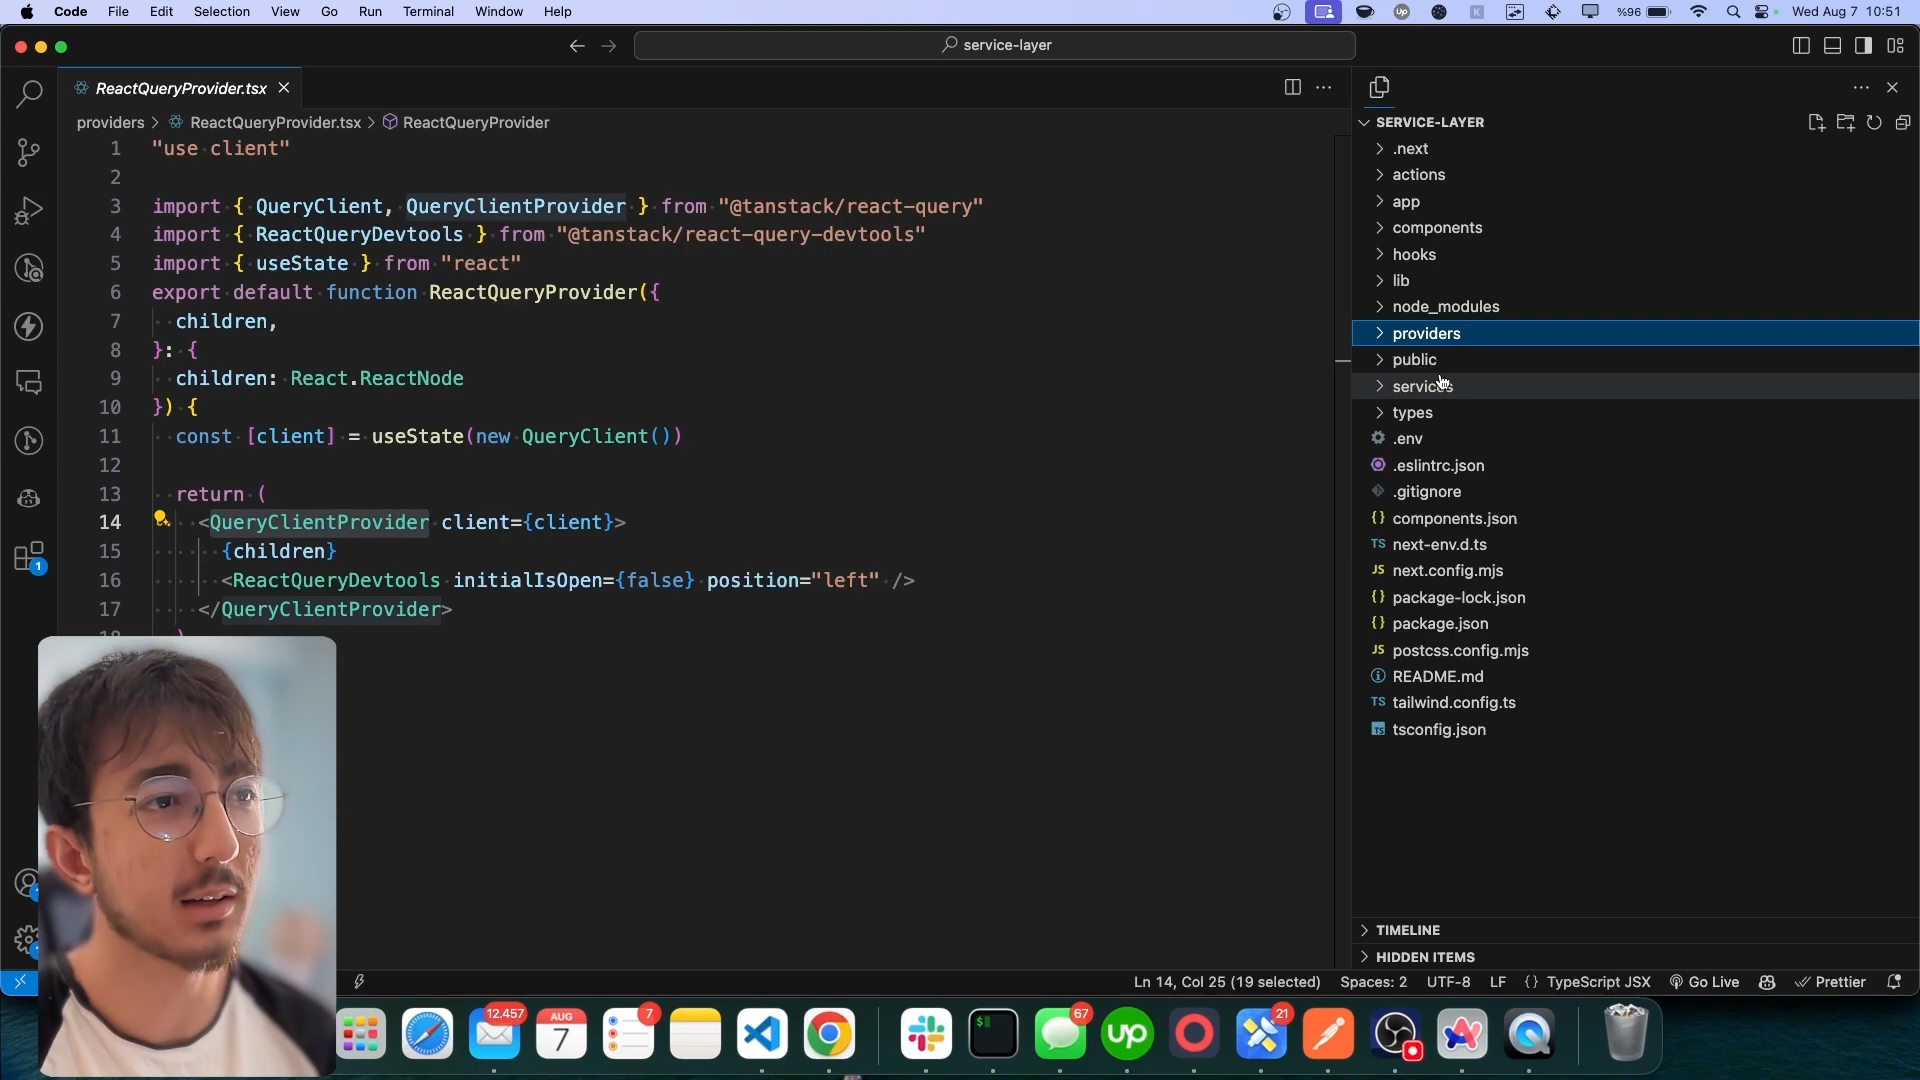 Code File Edit Selection View Go Run Terminal Window Help
%96 Wed Aug 7 10:51
service-layer
ReactQueryProvider.tsx
providers > ReactQueryProvider.tsx > ReactQueryProvider
1 "use client"
2
3 import { QueryClient, QueryClientProvider } from "@tanstack/react-query"
4 import { ReactQueryDevtools } from "@tanstack/react-query-devtools"
5 import { useState } from "react"
6 export default function ReactQueryProvider({
7 children,
8 }: {
9 children: React.ReactNode
10 }) {
11 const [client] = useState(new QueryClient())
12
13 return (
14 <QueryClientProvider client={client}>
15 {children}
16 <ReactQueryDevtools initialIsOpen={false} position="left" />
17 </QueryClientProvider>
SERVICE-LAYER
.next
actions
app
components
hooks
lib
node_modules
providers
public
services
types
.env
.eslintrc.json
.gitignore
{} components.json
TS next-env.d.ts
JS next.config.mjs
{} package-lock.json
{} package.json
JS postcss.config.mjs
README.md
TS tailwind.config.ts
TS tsconfig.json
TIMELINE
HIDDEN ITEMS
1
Ln 14, Col 25 (19 selected) Spaces: 2 UTF-8 LF {} TypeScript JSX Go Live Prettier
12.457
AUG
7
7
67
up
21